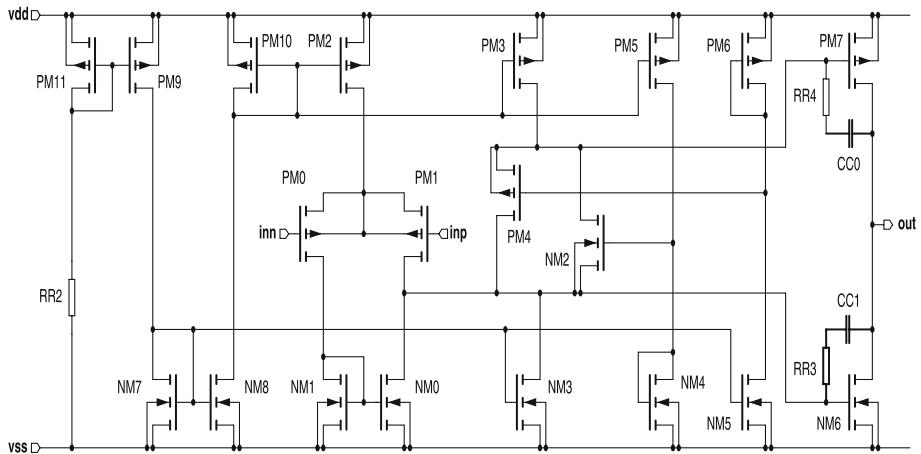 vdd
PM11
PM9
PM10
PM2
PM3
PM5
PM6
PM7
RR4
CC0
PM0
PM1
inn
inp
PM4
NM2
out
RR2
CC1
RR3
NM7
NM8
NM1
NM0
NM3
NM4
NM5
NM6
vss